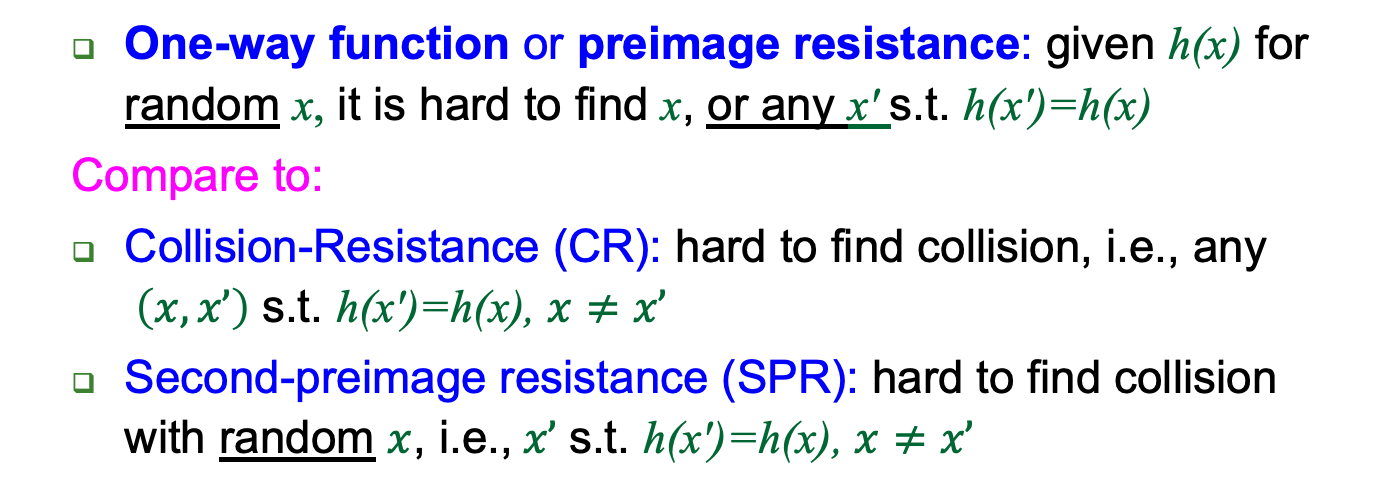 One-way function or preimage resistance: given h(x) for
random x, it is hard to find x, or any x' s.t. h(x')=h(x)
Compare to:
Collision-Resistance (CR): hard to find collision, i.e., any
(x, x’) s.t. h(x')=h(x), x ≠ x’
Second-preimage resistance (SPR): hard to find collision
with random x, i.e., x’ s.t. h(x')=h(x), x ≠ x’